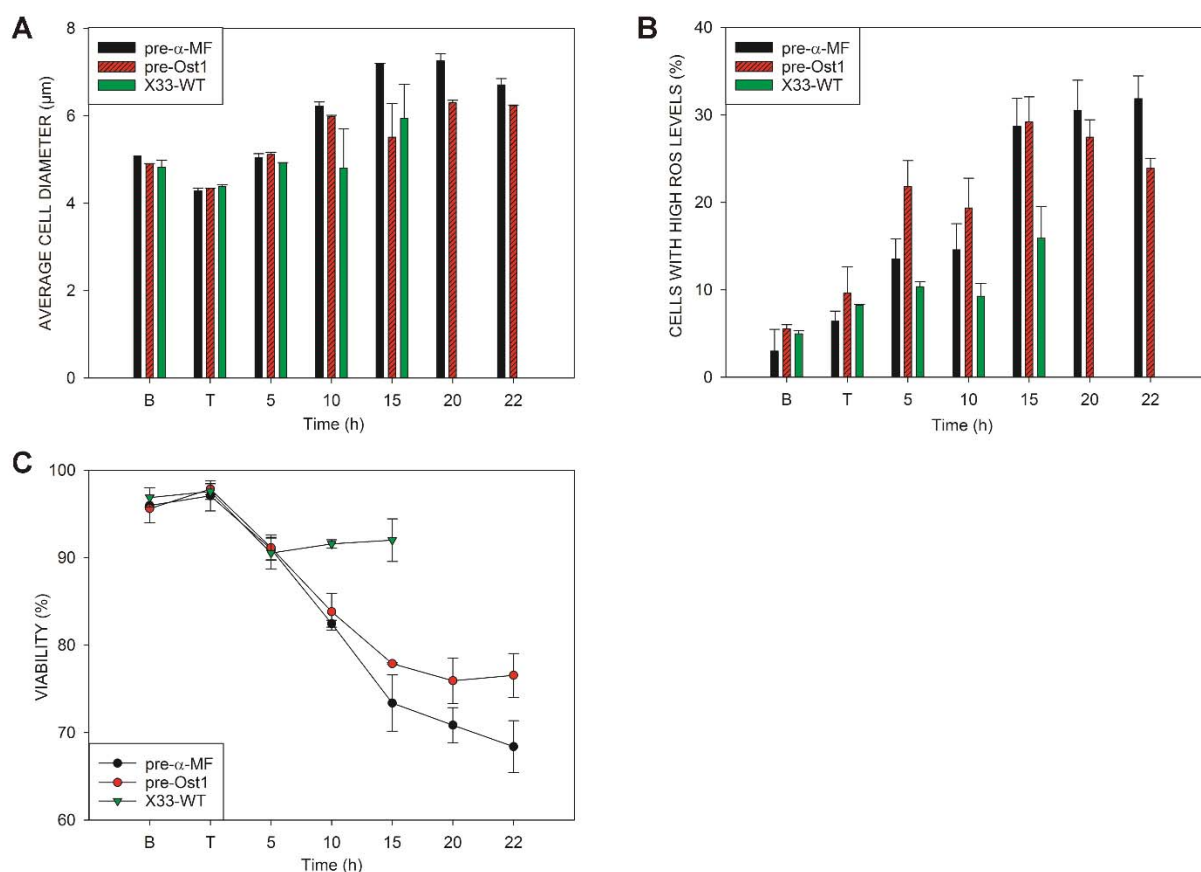 A
pre-α-MF
pre-Ost1
X33-WT
AVERAGE CELL DIAMETER (µm)
8
6
4
2
0
B T 5 10 15 20 22
Time (h)
B
pre-α-MF
pre-Ost1
X33-WT
CELLS WITH HIGH ROS LEVELS (%)
40
30
20
10
0
B T 5 10 15 20 22
Time (h)
C
VIABILITY (%)
100
90
80
70
60
pre-α-MF
pre-Ost1
X33-WT
B T 5 10 15 20 22
Time (h)